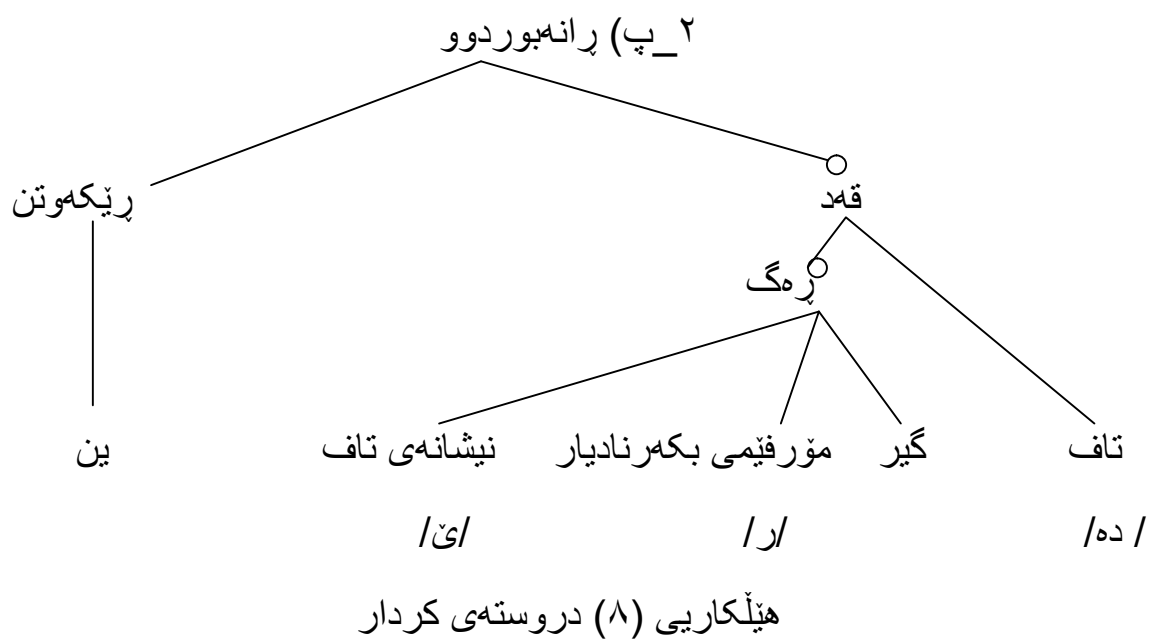 ٢_پ) ڕانەبوردوو
قەد ڕێکەوتن
ڕەگ
تاف گیر مۆرفێمی بکەرنادیار نیشانەی تاف ین
/ دە/ /ر/ /ێ/
هێڵکاریی (٨) دروستەی کردار